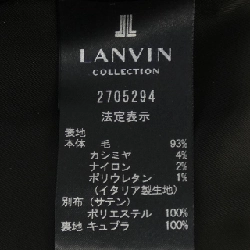 LANVIN
COLLECTION
2705294
法定表示
表地
本体 毛 93%
カシミヤ 4%
ナイロン 2%
ポリウレタン 1%
(イタリア製生地)
別布(サテン)
ポリエステル 100%
裏地 キュプラ 100%